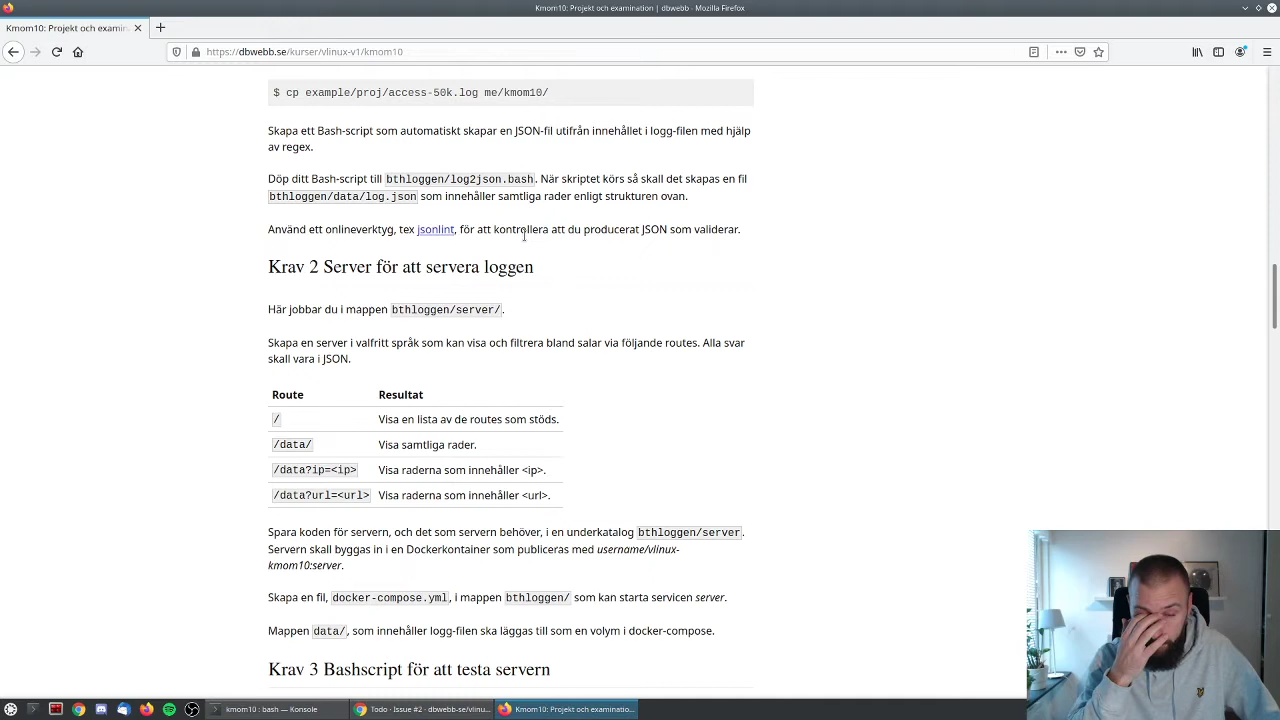 Kmom10: Projekt och examination | dbwebb - Mozilla Firefox
Kmom10: Projekt och examin
https://dbwebb.se/kurser/vlinux-v1/kmom10
$ cp example/proj/access-50k.log me/kmom10/
Skapa ett Bash-script som automatiskt skapar en JSON-fil utifrån innehållet i logg-filen med hjälp
av regex.
Döp ditt Bash-script till bthloggen/log2json.bash. När skriptet körs så skall det skapas en fil
bthloggen/data/log.json som innehåller samtliga rader enligt strukturen ovan.
Använd ett onlineverktyg, tex jsonlint, för att kontrollera att du producerat JSON som validerar.
Krav 2 Server för att servera loggen
Här jobbar du i mappen bthloggen/server/.
Skapa en server i valfritt språk som kan visa och filtrera bland salar via följande routes. Alla svar
skall vara i JSON.
Route Resultat
/ Visa en lista av de routes som stöds.
/data/ Visa samtliga rader.
/data?ip=<ip> Visa raderna som innehåller <ip>.
/data?url=<url> Visa raderna som innehåller <url>.
Spara koden för servern, och det som servern behöver, i en underkatalog bthloggen/server.
Servern skall byggas in i en Dockerkontainer som publiceras med username/vlinux-
kmom10:server.
Skapa en fil, docker-compose.yml, i mappen bthloggen/ som kan starta servicen server.
Mappen data/, som innehåller logg-filen ska läggas till som en volym i docker-compose.
Krav 3 Bashscript för att testa servern
kmom10 : bash — Konsole
Todo · Issue #2 · dbwebb-se/vlinu...
Kmom10: Projekt och examinatio...